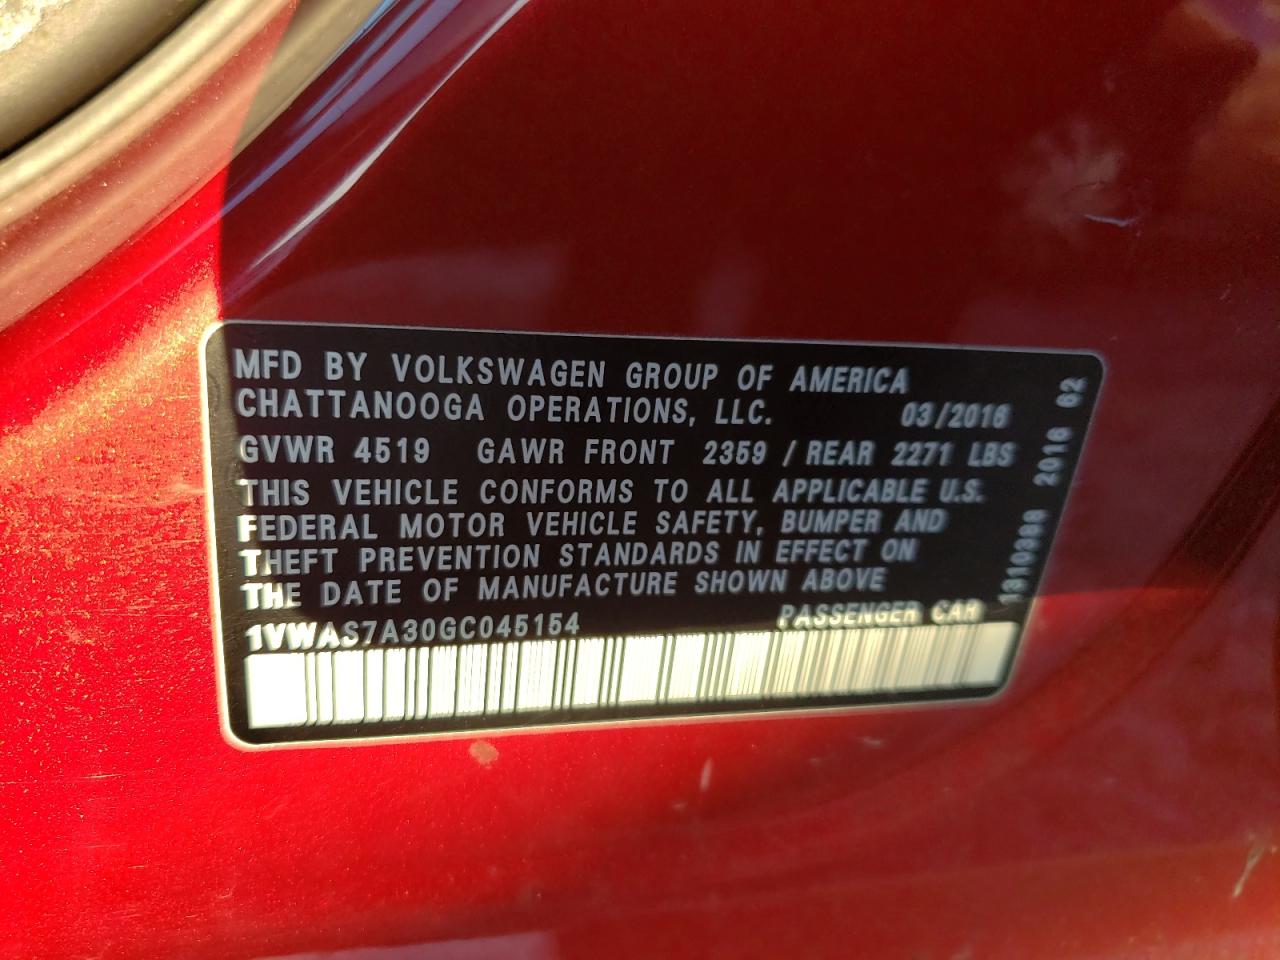 MFD BY VOLKSWAGEN GROUP OF AMERICA
CHATTANOOGA OPERATIONS, LLC. 03/2016
GVWR 4519 GAWR FRONT 2359 / REAR 2271 LBS
THIS VEHICLE CONFORMS TO ALL APPLICABLE U.S.
FEDERAL MOTOR VEHICLE SAFETY, BUMPER AND
THEFT PREVENTION STANDARDS IN EFFECT ON
THE DATE OF MANUFACTURE SHOWN ABOVE
1VWAS7A30GC045154 PASSENGER CAR
2016 62